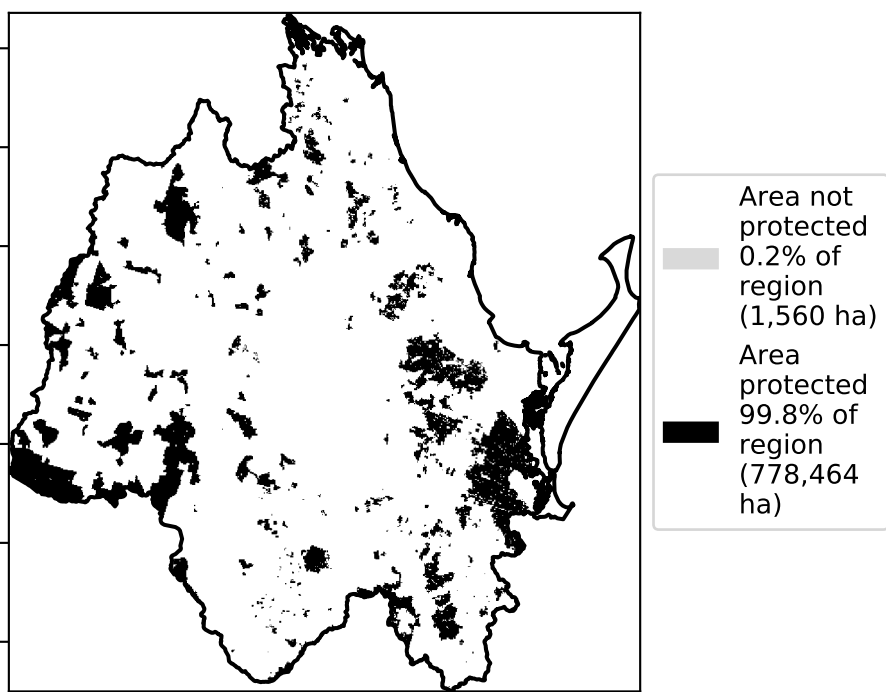 Area not
protected
0.2% of
region
(1,560 ha)
Area
protected
99.8% of
region
(778,464
ha)